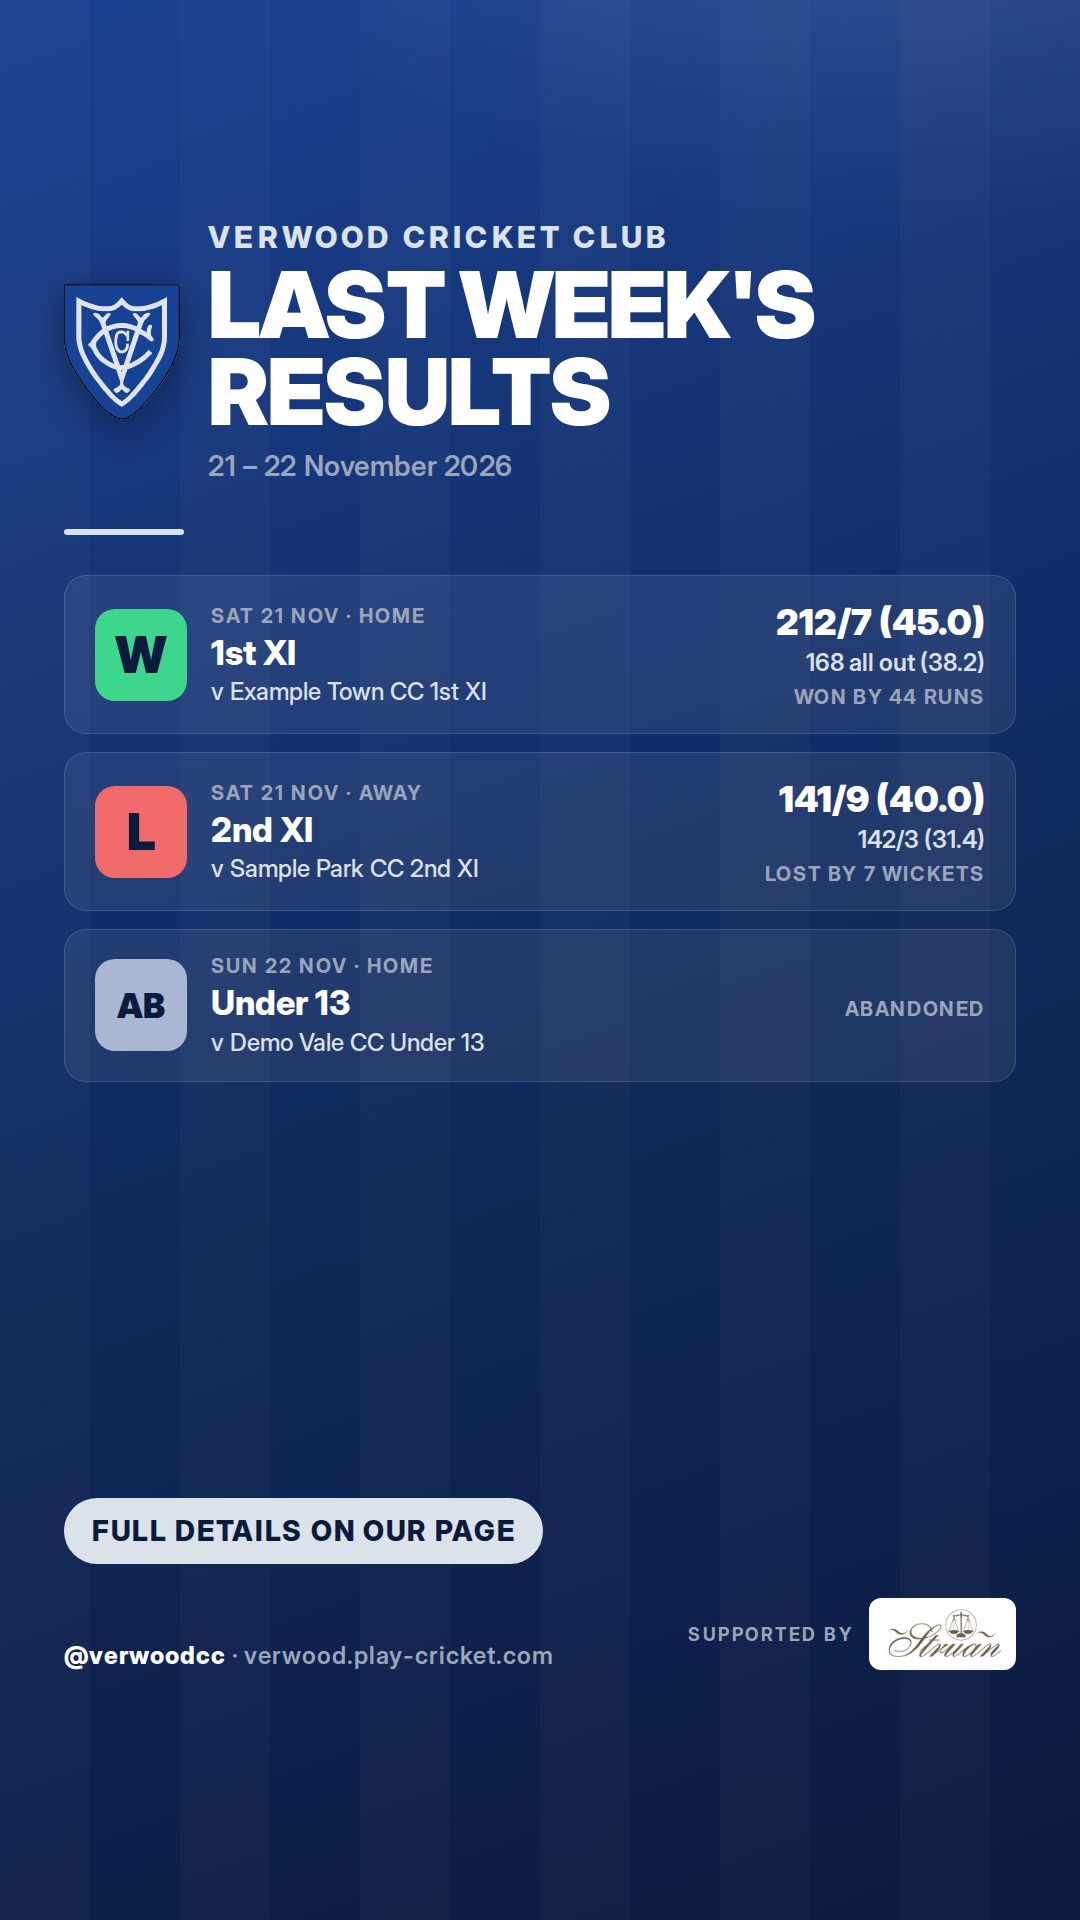 VERWOOD CRICKET CLUB
LAST WEEK'S
RESULTS
21 – 22 November 2026
W
SAT 21 NOV · HOME
1st XI
v Example Town CC 1st XI
212/7 (45.0)
168 all out (38.2)
WON BY 44 RUNS
L
SAT 21 NOV · AWAY
2nd XI
v Sample Park CC 2nd XI
141/9 (40.0)
142/3 (31.4)
LOST BY 7 WICKETS
AB
SUN 22 NOV · HOME
Under 13
v Demo Vale CC Under 13
ABANDONED
FULL DETAILS ON OUR PAGE
@verwoodcc · verwood.play-cricket.com
SUPPORTED BY
Struan